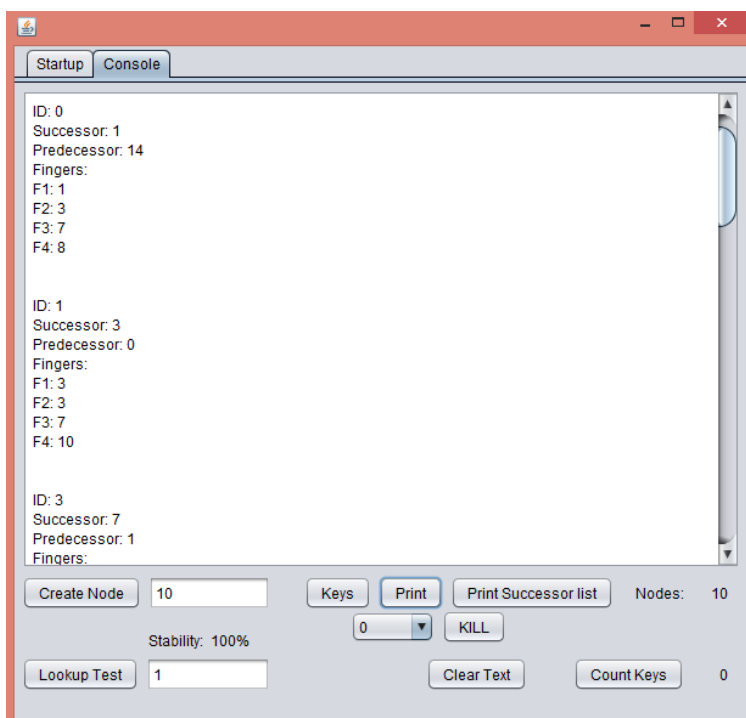 Startup Console
ID: 0
Successor: 1
Predecessor: 14
Fingers:
F1: 1
F2: 3
F3: 7
F4: 8
ID: 1
Successor: 3
Predecessor: 0
Fingers:
F1: 3
F2: 3
F3: 7
F4: 10
ID: 3
Successor: 7
Predecessor: 1
Fingers:
Create Node 10 Keys Print Print Successor list Nodes: 10
0 KILL
Stability: 100%
Lookup Test 1 Clear Text Count Keys 0